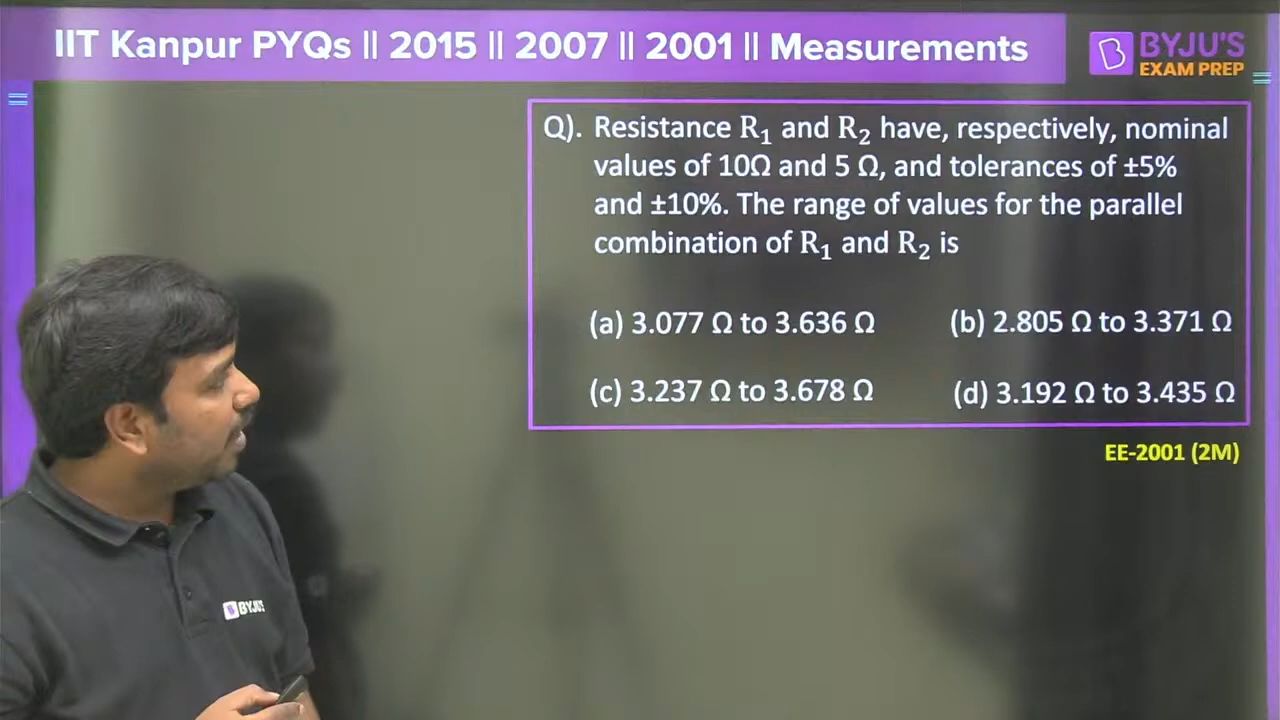 IIT Kanpur PYQs || 2015 || 2007 || 2001 || Measurements
BYJU'S
EXAM PREP
Q). Resistance R₁ and R₂ have, respectively, nominal
values of 10Ω and 5 Ω, and tolerances of ±5%
and ±10%. The range of values for the parallel
combination of R₁ and R₂ is
(a) 3.077 Ω to 3.636 Ω (b) 2.805 Ω to 3.371 Ω
(c) 3.237 Ω to 3.678 Ω (d) 3.192 Ω to 3.435 Ω
EE-2001 (2M)
BYJU'S